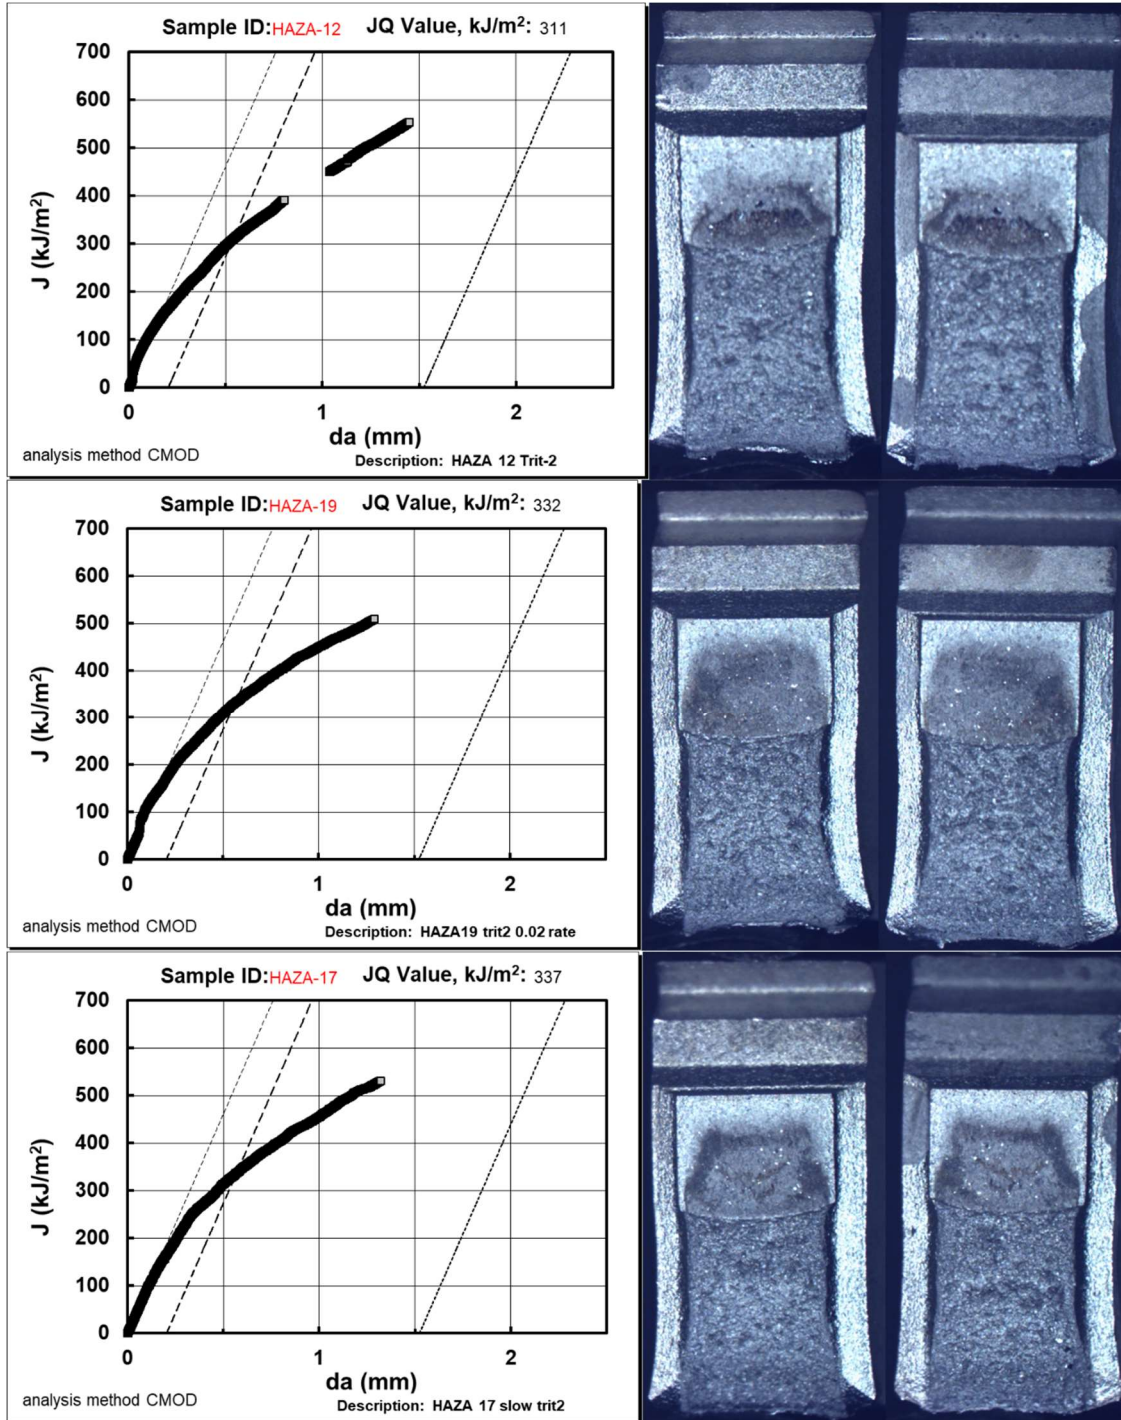 Sample ID:HAZA-12 JQ Value, kJ/m²: 311
700
600
500
400
300
200
100
0
J (kJ/m²)
0 1 2
da (mm)
analysis method CMOD
Description: HAZA 12 Trit-2
Sample ID:HAZA-19 JQ Value, kJ/m²: 332
700
600
500
400
300
200
100
0
J (kJ/m²)
0 1 2
da (mm)
analysis method CMOD
Description: HAZA19 trit2 0.02 rate
Sample ID:HAZA-17 JQ Value, kJ/m²: 337
700
600
500
400
300
200
100
0
J (kJ/m²)
0 1 2
da (mm)
analysis method CMOD
Description: HAZA 17 slow trit2